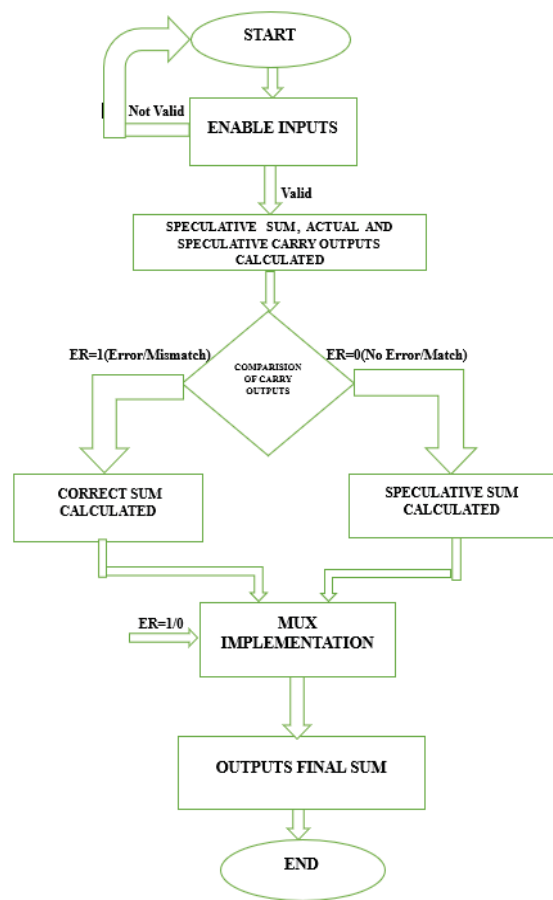 START
Not Valid
ENABLE INPUTS
Valid
SPECULATIVE SUM, ACTUAL AND
SPECULATIVE CARRY OUTPUTS
CALCULATED
ER=1(Error/Mismatch)
ER=0(No Error/Match)
COMPARISION
OF CARRY
OUTPUTS
CORRECT SUM
CALCULATED
SPECULATIVE SUM
CALCULATED
ER=1/0
MUX
IMPLEMENTATION
OUTPUTS FINAL SUM
END